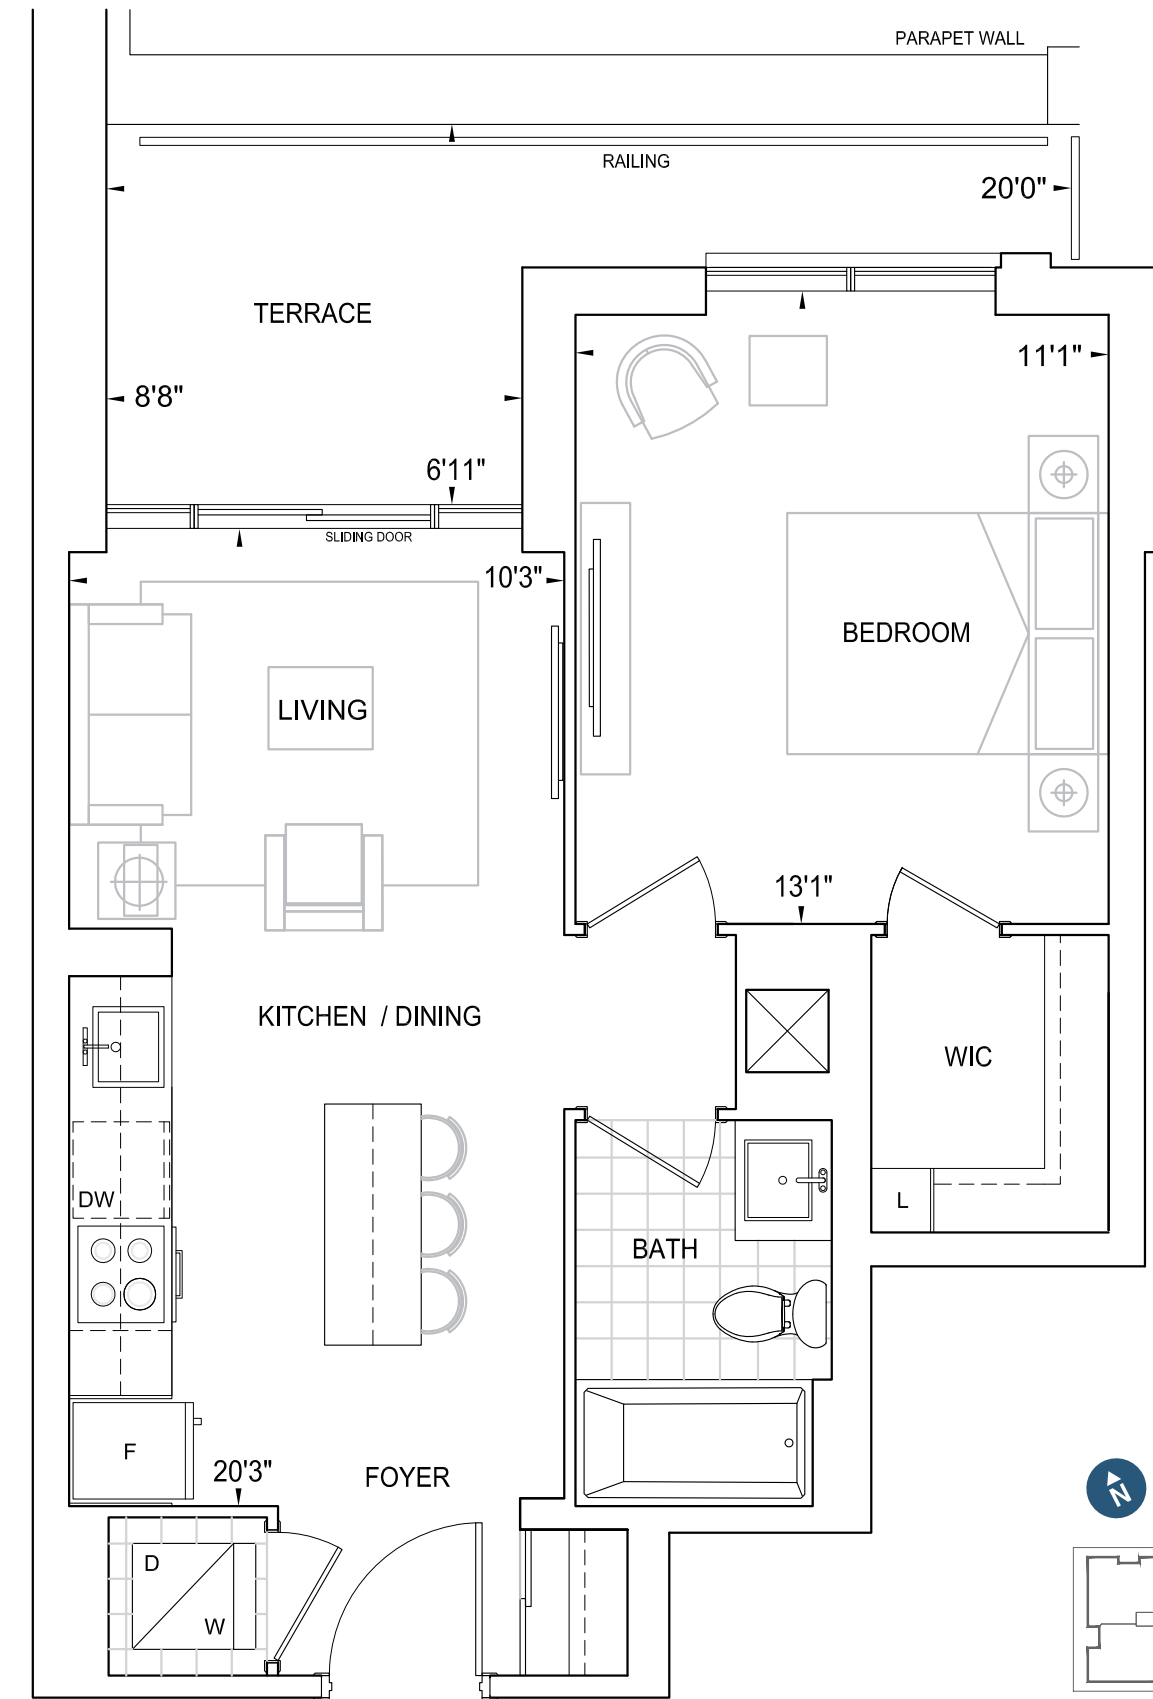 PARAPET WALL
RAILING
20'0"
TERRACE
11'1"
8'8"
6'11"
SLIDING DOOR
10'3"
BEDROOM
LIVING
13'1"
KITCHEN / DINING
WIC
DW
L
BATH
F
20'3"
FOYER
N
D
W